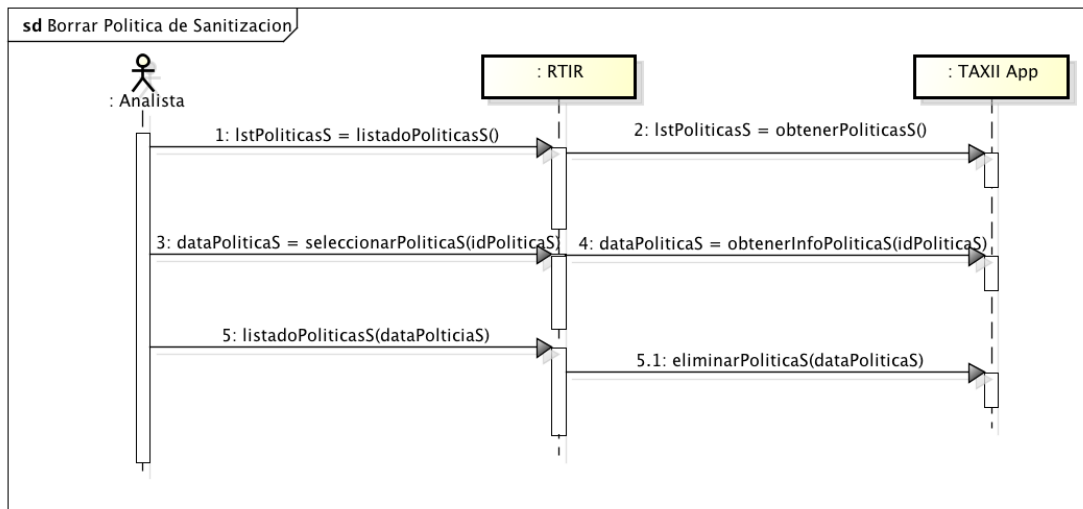 sd Borrar Politica de Sanitizacion
: Analista
: RTIR
: TAXII App
1: lstPoliticasS = listadoPoliticasS()
2: lstPoliticasS = obtenerPoliticasS()
3: dataPoliticaS = seleccionarPoliticaS(idPoliticaS)
4: dataPoliticaS = obtenerInfoPoliticaS(idPoliticaS)
5: listadoPoliticasS(dataPolticiaS)
5.1: eliminarPoliticaS(dataPoliticaS)